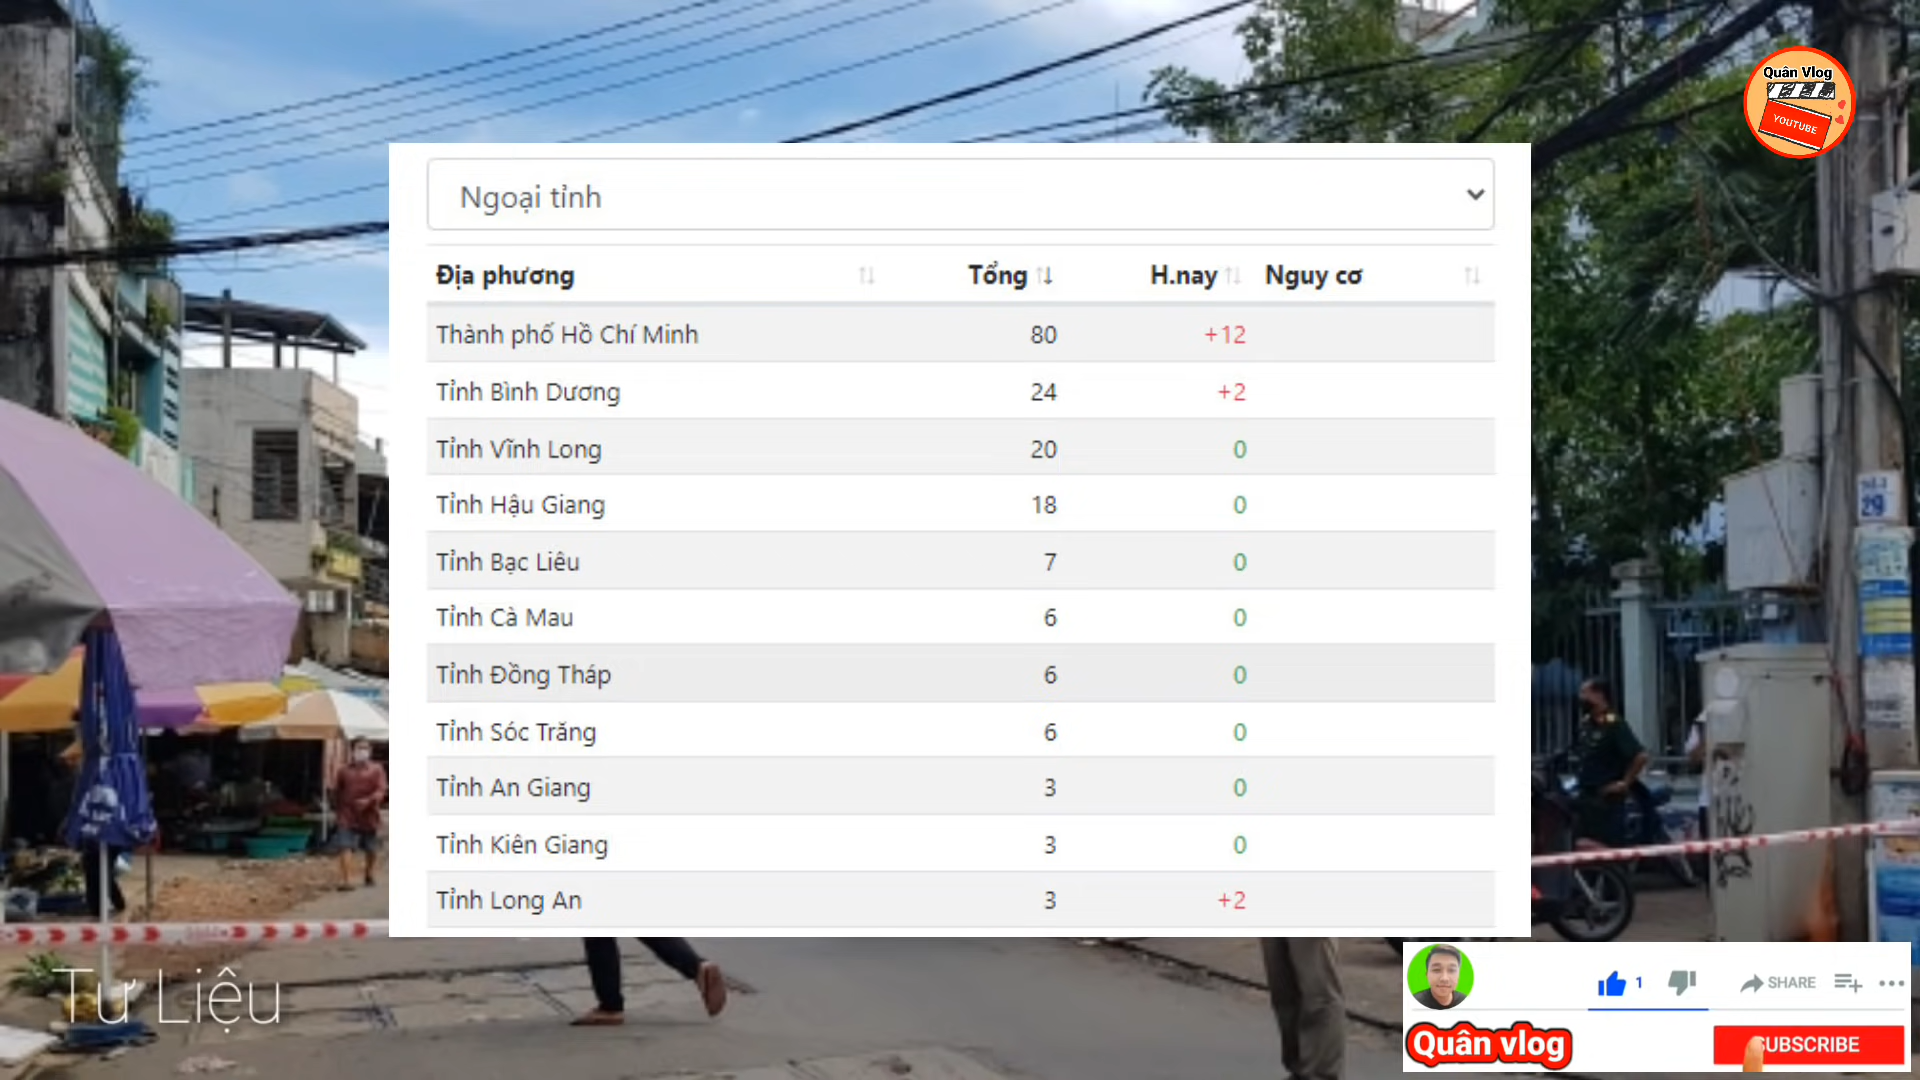 Quân Vlog
YOUTUBE
Ngoại tỉnh
Địa phương Tổng H.nay Nguy cơ
Thành phố Hồ Chí Minh 80 +12
Tỉnh Bình Dương 24 +2
Tỉnh Vĩnh Long 20 0
Tỉnh Hậu Giang 18 0
Tỉnh Bạc Liêu 7 0
Tỉnh Cà Mau 6 0
Tỉnh Đồng Tháp 6 0
Tỉnh Sóc Trăng 6 0
Tỉnh An Giang 3 0
Tỉnh Kiên Giang 3 0
Tỉnh Long An 3 +2
29
Tư Liệu
1 SHARE
Quân vlog
SUBSCRIBE